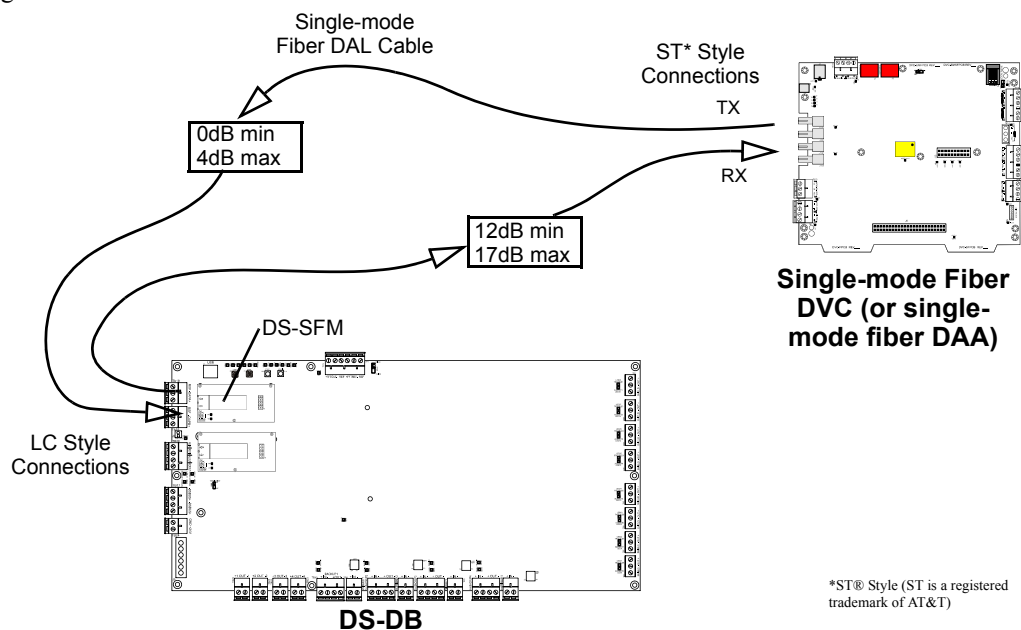 Single-mode
Fiber DAL Cable
ST* Style
Connections
TX
0dB min
4dB max
RX
12dB min
17dB max
Single-mode Fiber
DVC (or single-
mode fiber DAA)
DS-SFM
LC Style
Connections
DS-DB
*ST® Style (ST is a registered
trademark of AT&T)